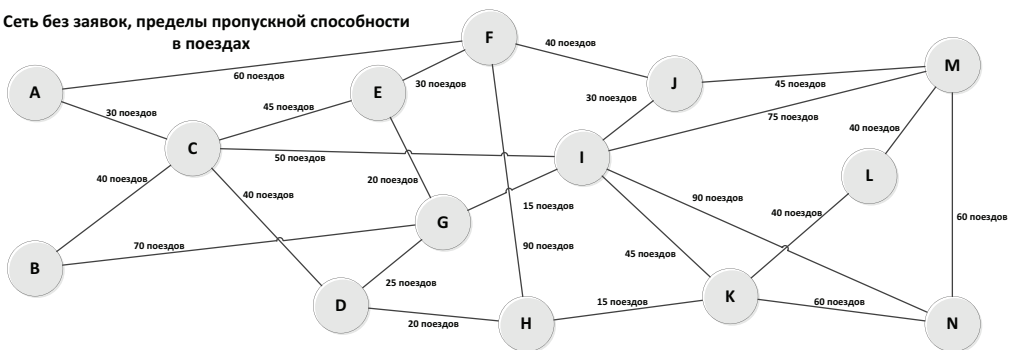 Сеть без заявок, пределы пропускной способности
в поездах
F
40 поездов
M
60 поездов
30 поездов
J
45 поездов
A
E
30 поездов
75 поездов
30 поездов
45 поездов
C
50 поездов
I
40 поездов
L
40 поездов
40 поездов
20 поездов
15 поездов
90 поездов
40 поездов
60 поездов
G
70 поездов
90 поездов
45 поездов
B
25 поездов
K
D
15 поездов
60 поездов
20 поездов
H
N